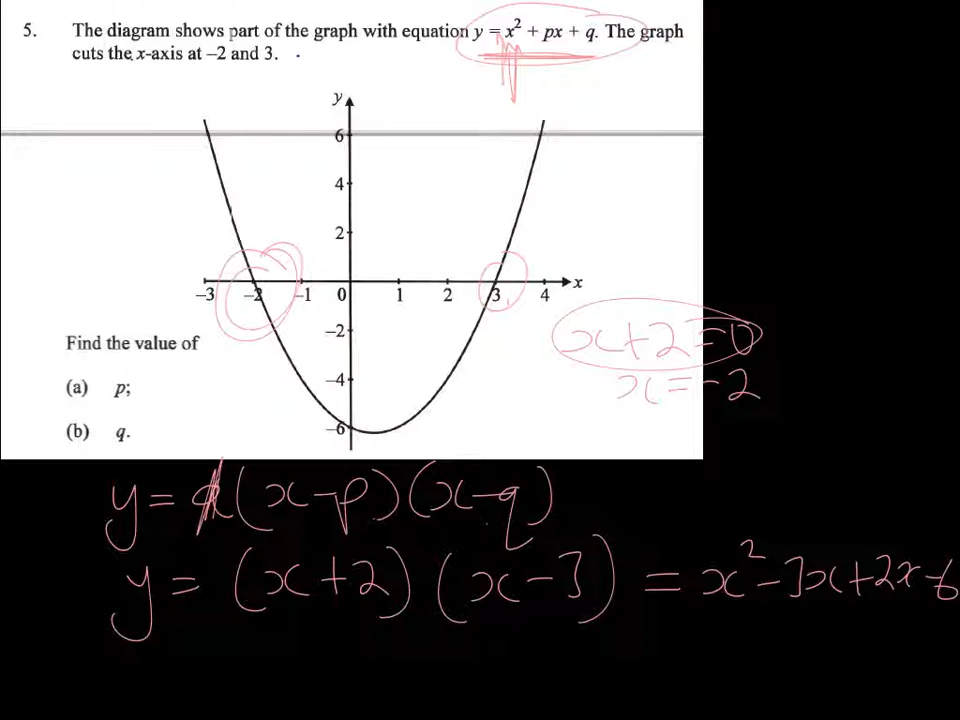 5. The diagram shows part of the graph with equation y = x² + px + q. The graph
cuts the x-axis at –2 and 3.
y
6
4
2
–3 –2 –1 0 1 2 3 4 x
–2
–4
–6
Find the value of
(a) p;
(b) q.
x+2=0
x=-2
y = (x-p)(x-q)
y = (x+2)(x-3) = x²-3x+2x-6